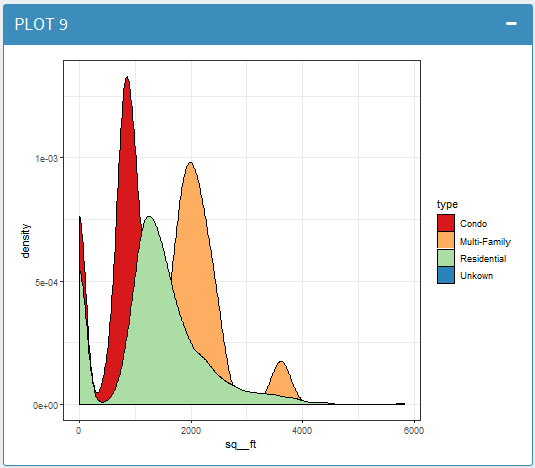 PLOT 9
1e-03
5e-04
0e+00
density
0
2000
4000
6000
sq__ft
type
Condo
Multi-Family
Residential
Unkown